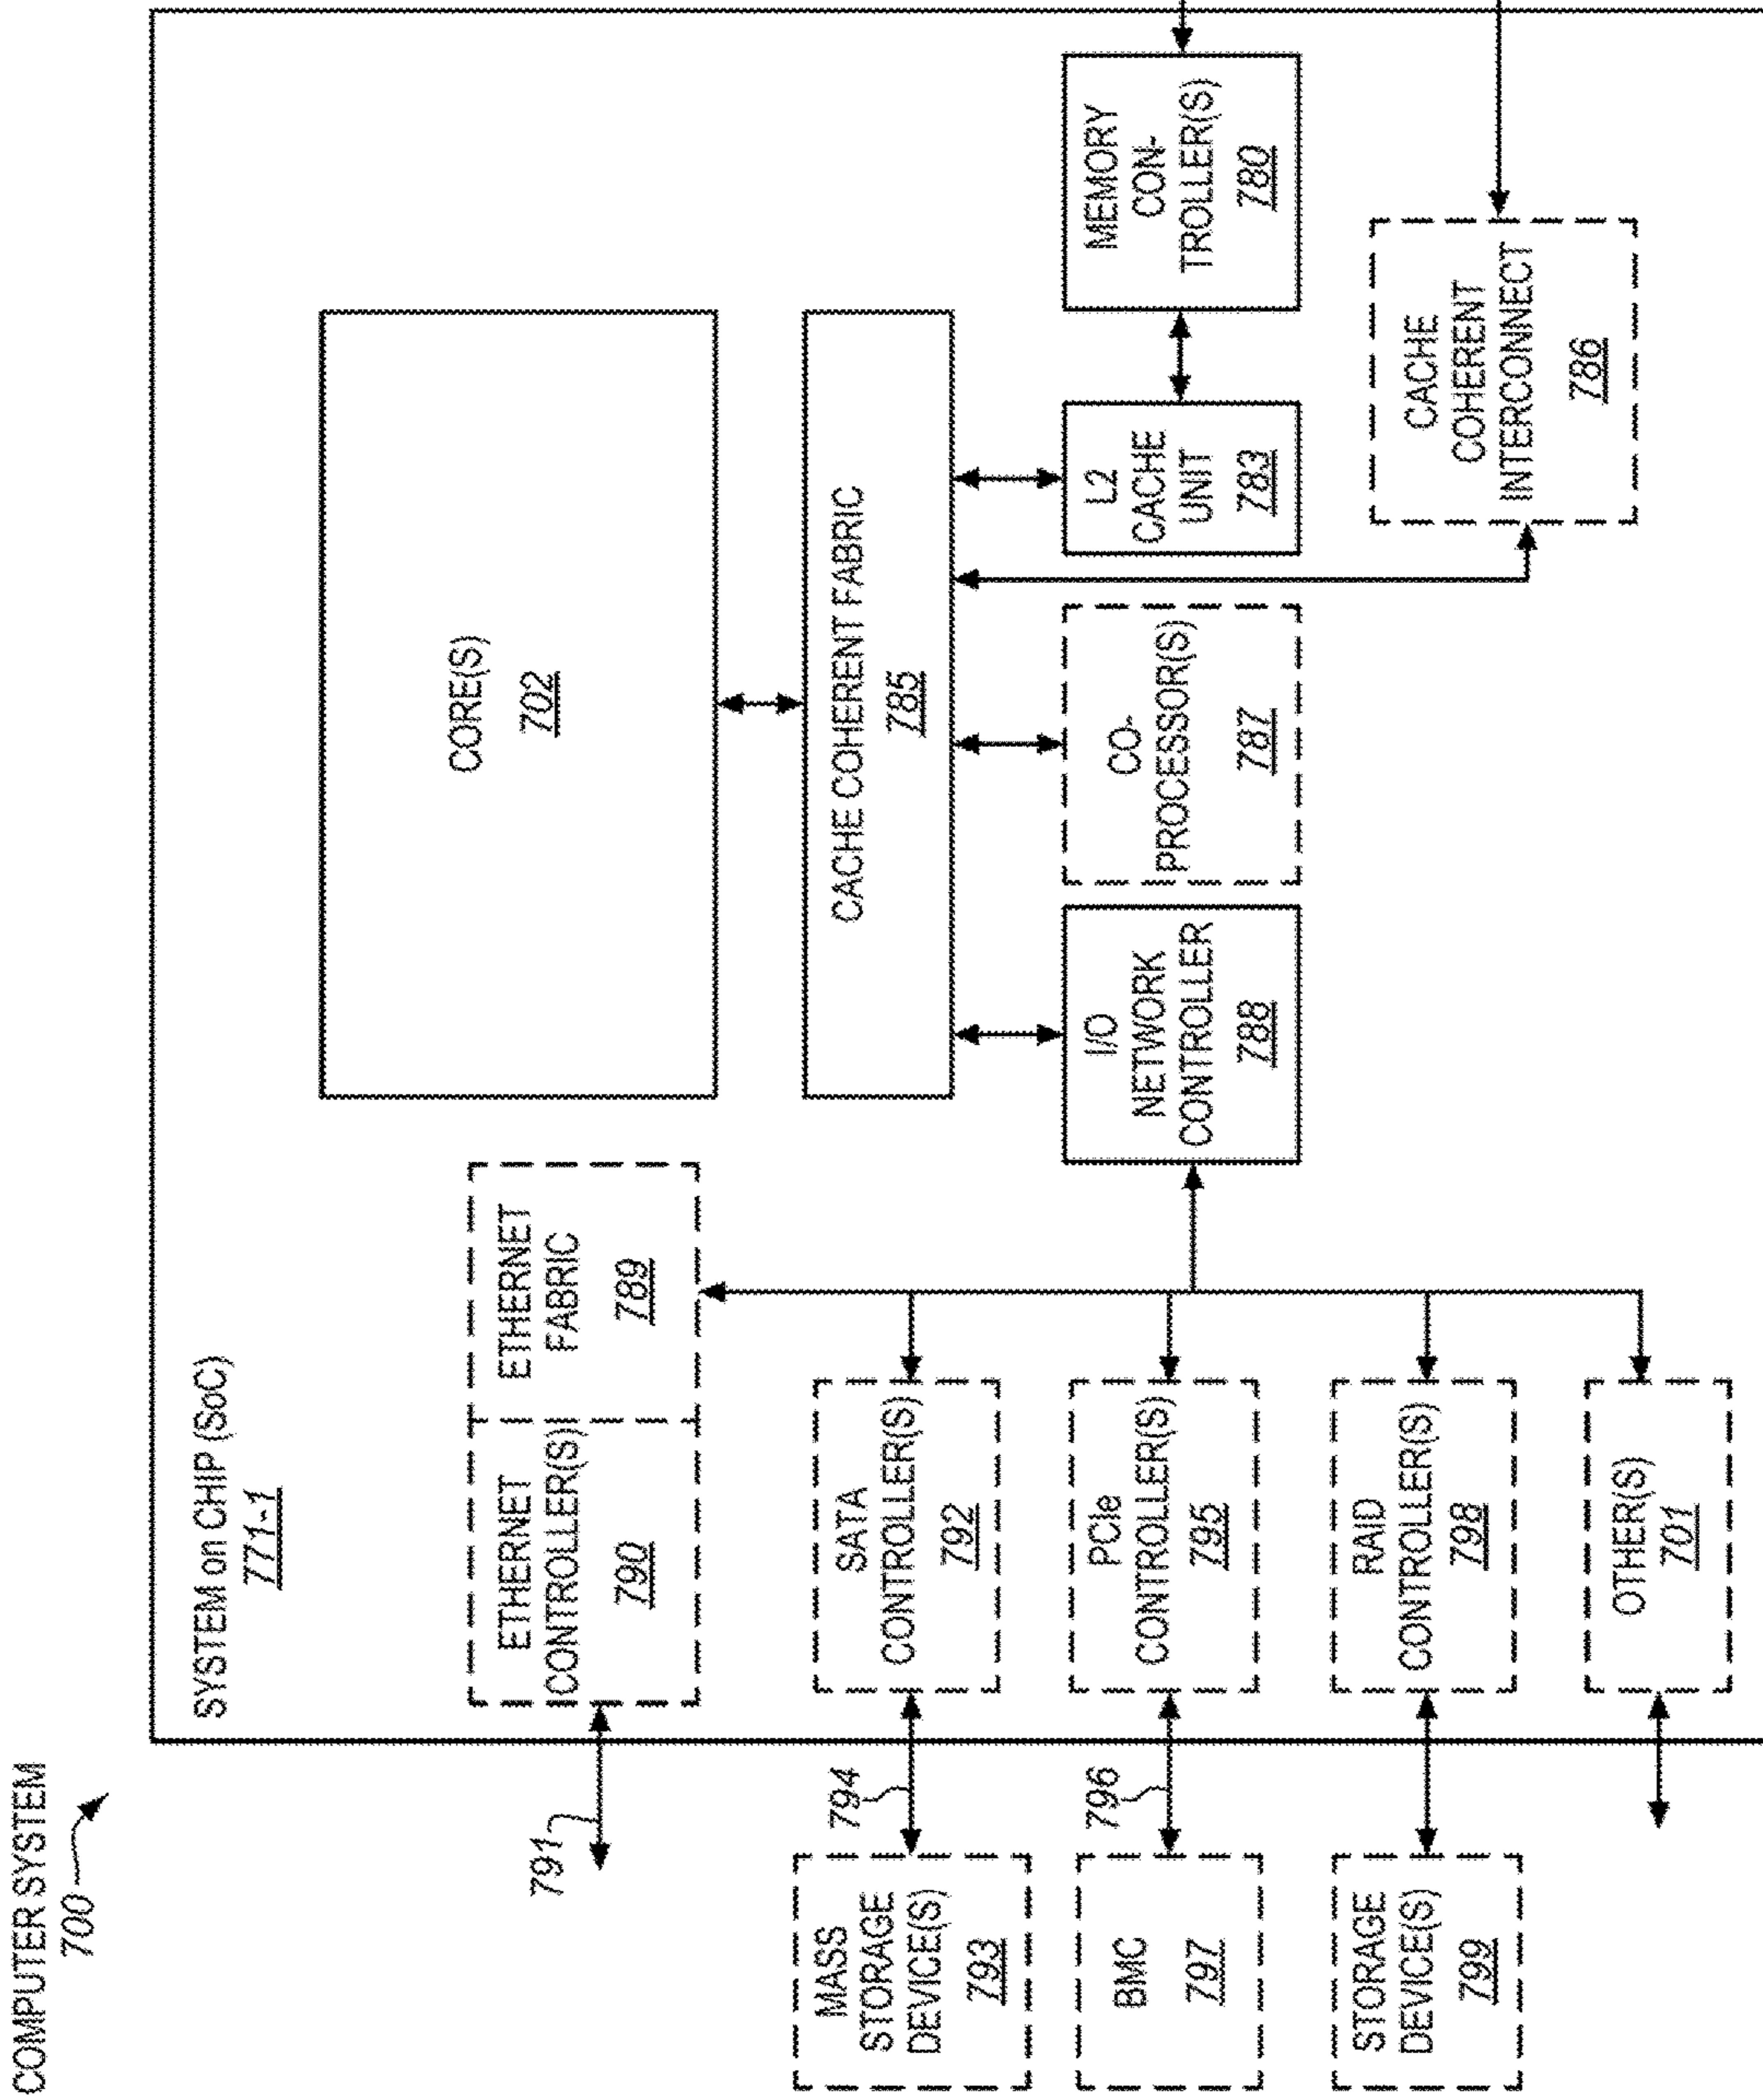 COMPUTER SYSTEM
700
SYSTEM on CHIP (SoC)
771-1
CORE(S)
702
ETHERNET
CONTROLLER(S)
790
ETHERNET
FABRIC
789
791
CACHE COHERENT FABRIC
785
MASS
STORAGE
DEVICE(S)
793
794
SATA
CONTROLLER(S)
792
I/O
NETWORK
CONTROLLER
788
CO-
PROCESSOR(S)
787
L2
CACHE
UNIT
783
MEMORY
CON-
TROLLER(S)
780
BMC
797
796
PCIe
CONTROLLER(S)
795
STORAGE
DEVICE(S)
799
RAID
CONTROLLER(S)
798
CACHE
COHERENT
INTERCONNECT
786
OTHER(S)
701